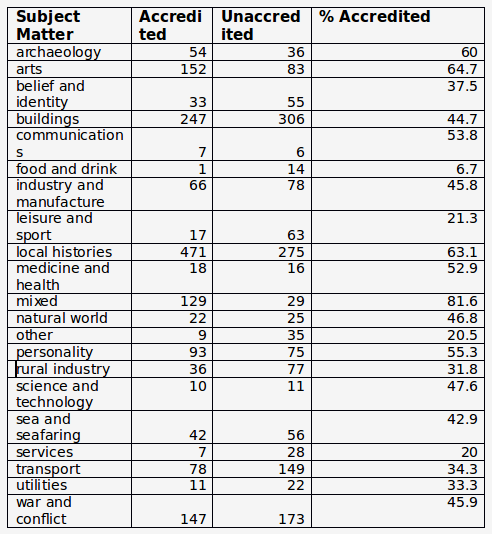 Subject Accredi Unaccred % Accredited
Matter ted ited
archaeology 54 36 60
arts 152 83 64.7
belief and 37.5
identity 33 55
buildings 247 306 44.7
communication 53.8
s 7 6
food and drink 1 14 6.7
industry and 66 78 45.8
manufacture
leisure and 21.3
sport 17 63
local histories 471 275 63.1
medicine and 18 16 52.9
health
mixed 129 29 81.6
natural world 22 25 46.8
other 9 35 20.5
personality 93 75 55.3
rural industry 36 77 31.8
science and 10 11 47.6
technology
sea and 42.9
seafaring 42 56
services 7 28 20
transport 78 149 34.3
utilities 11 22 33.3
war and 45.9
conflict 147 173